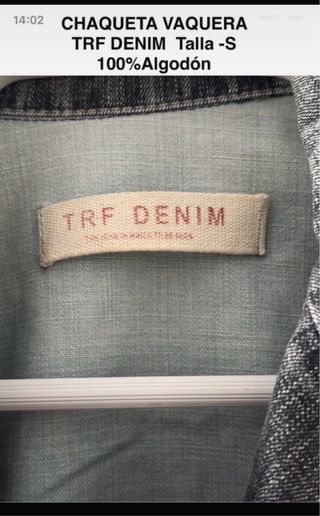 14:02
CHAQUETA VAQUERA
TRF DENIM Talla -S
100%Algodón
TRF DENIM